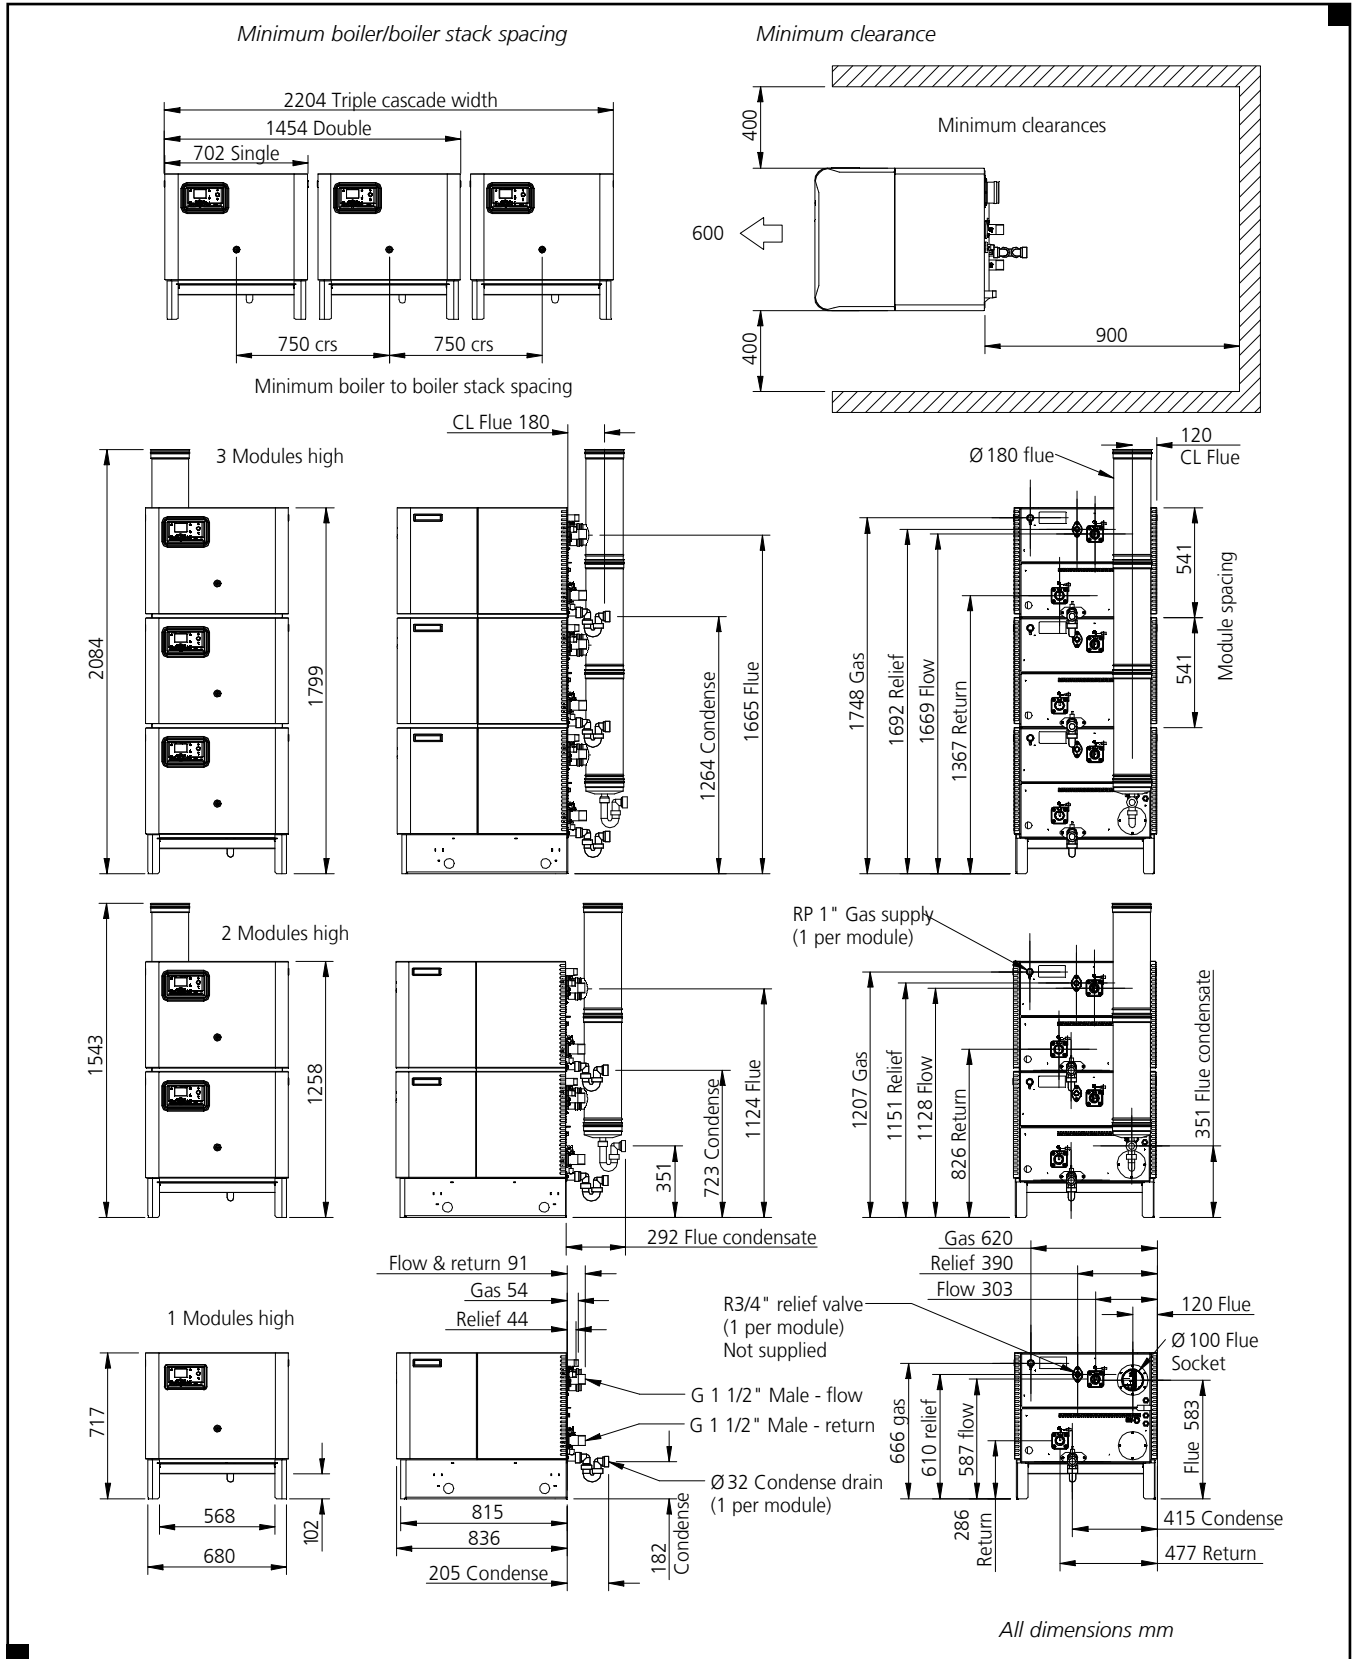 Minimum boiler/boiler stack spacing
Minimum clearance
2204 Triple cascade width
1454 Double
702 Single
750 crs
750 crs
Minimum boiler to boiler stack spacing
400
Minimum clearances
600
400
900
CL Flue 180
3 Modules high
2084
1799
1264 Condense
1665 Flue
Ø 180 flue
120
CL Flue
1748 Gas
1692 Relief
1669 Flow
1367 Return
541
541
Module spacing
2 Modules high
1543
1258
351
723 Condense
1124 Flue
292 Flue condensate
RP 1" Gas supply
(1 per module)
1207 Gas
1151 Relief
1128 Flow
826 Return
351 Flue condensate
1 Modules high
717
568
680
102
Flow & return 91
Gas 54
Relief 44
R3/4" relief valve
(1 per module)
Not supplied
G 1 1/2" Male - flow
G 1 1/2" Male - return
Ø 32 Condense drain
(1 per module)
815
836
205 Condense
182
Condense
Gas 620
Relief 390
Flow 303
120 Flue
Ø 100 Flue
Socket
666 gas
610 relief
587 flow
286
Return
Flue 583
415 Condense
477 Return
All dimensions mm